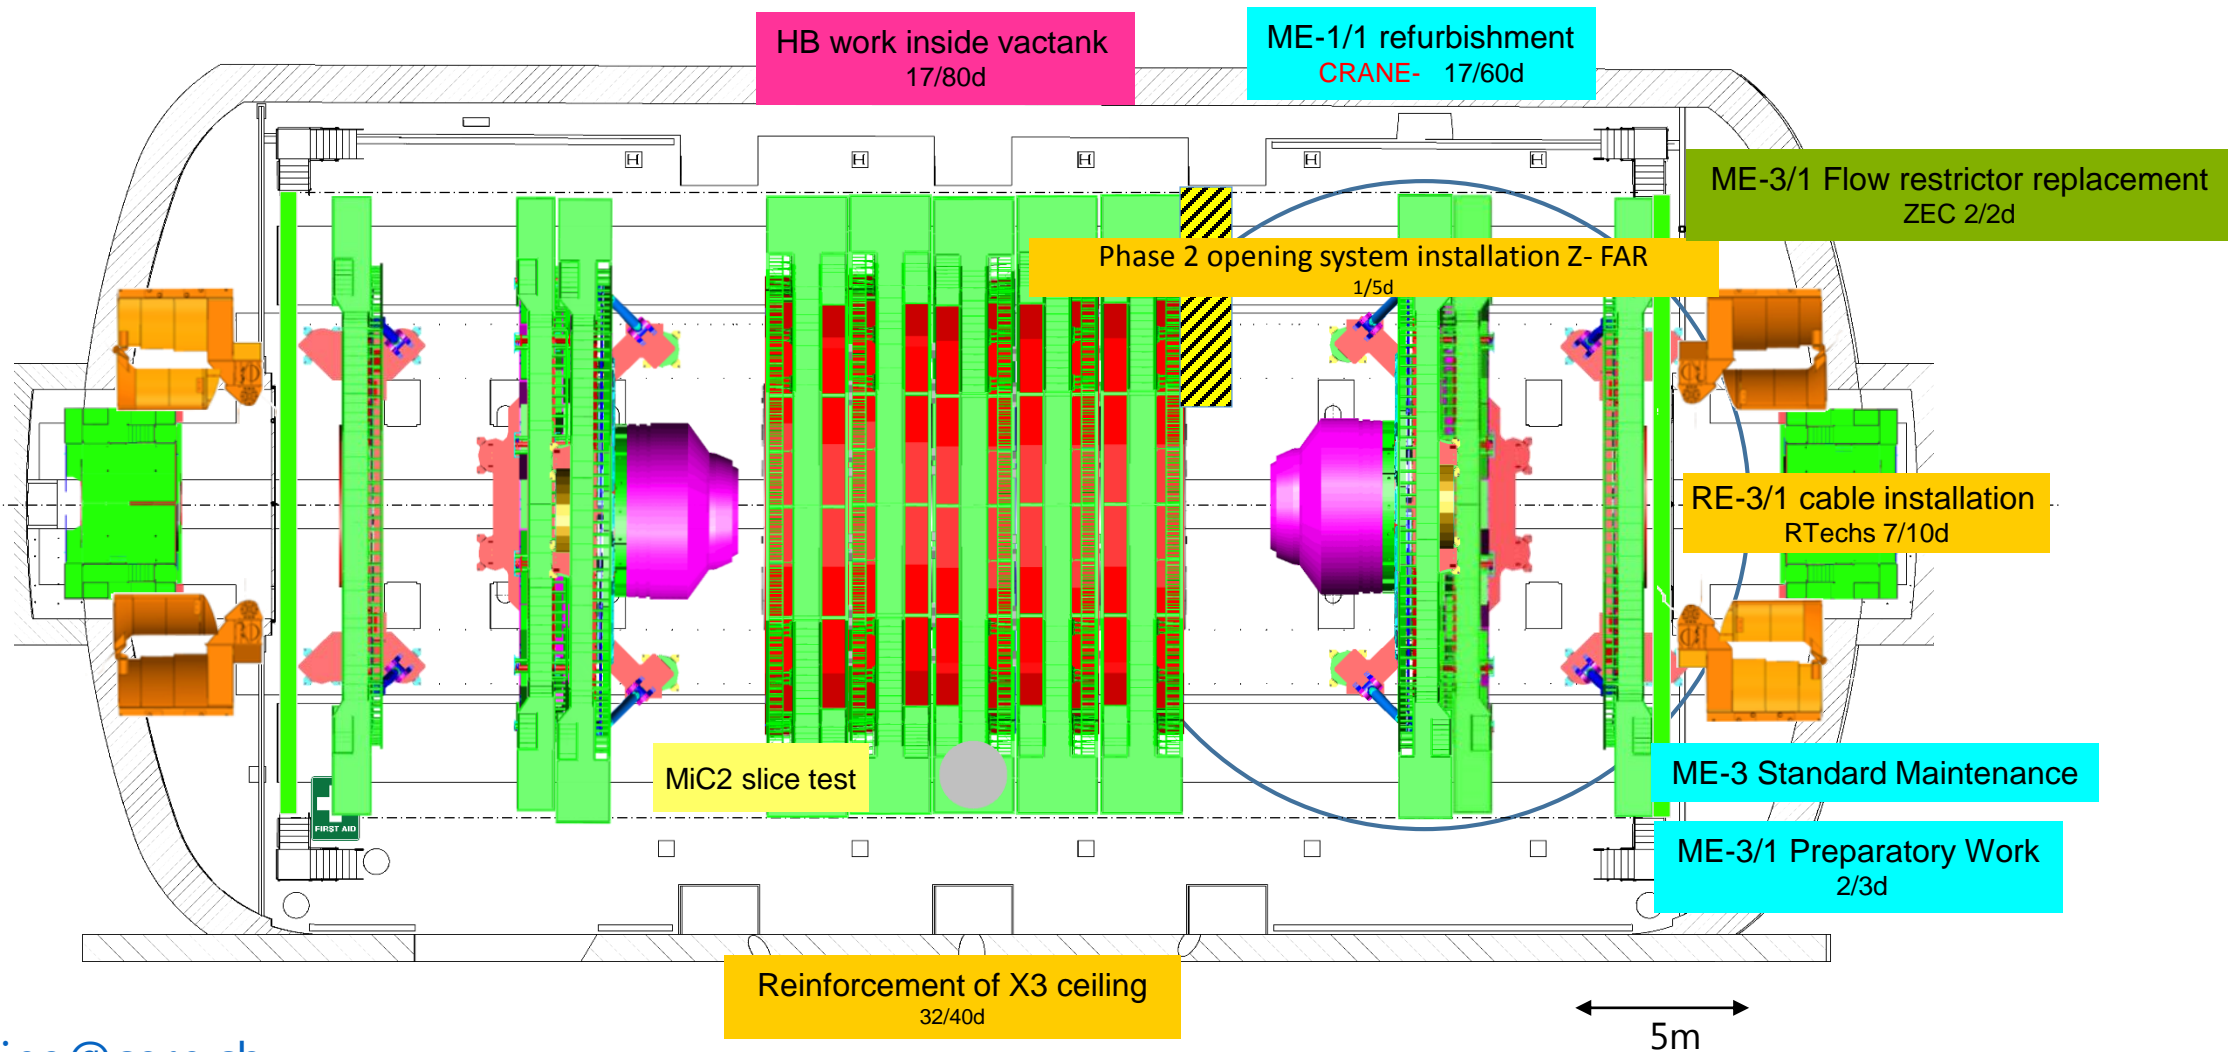 HB work inside vactank
17/80d
ME-1/1 refurbishment
CRANE- 17/60d
ME-3/1 Flow restrictor replacement
ZEC 2/2d
Phase 2 opening system installation Z- FAR
1/5d
RE-3/1 cable installation
RTechs 7/10d
MiC2 slice test
ME-3 Standard Maintenance
FIRST AID
ME-3/1 Preparatory Work
2/3d
Reinforcement of X3 ceiling
32/40d
5m